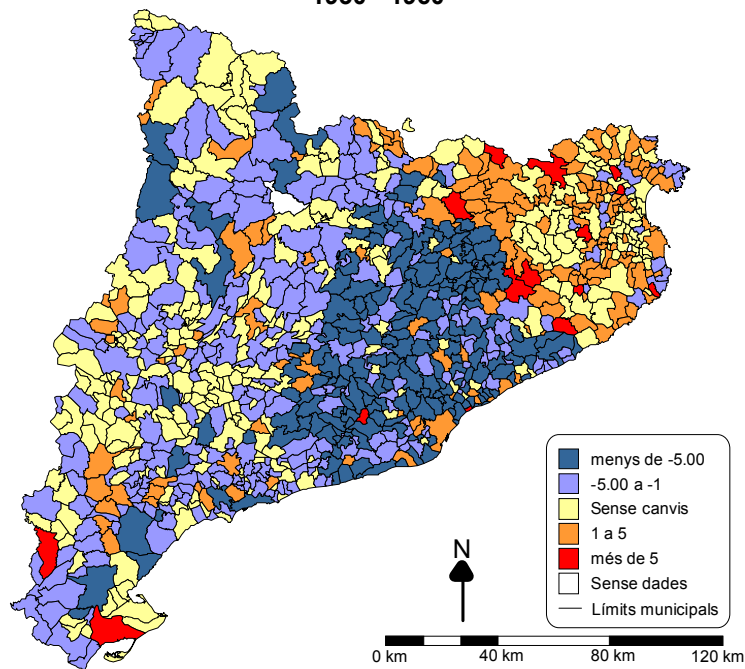 menys de -5.00
-5.00 a -1
Sense canvis
1 a 5
més de 5
Sense dades
Límits municipals
N
0 km 40 km 80 km 120 km